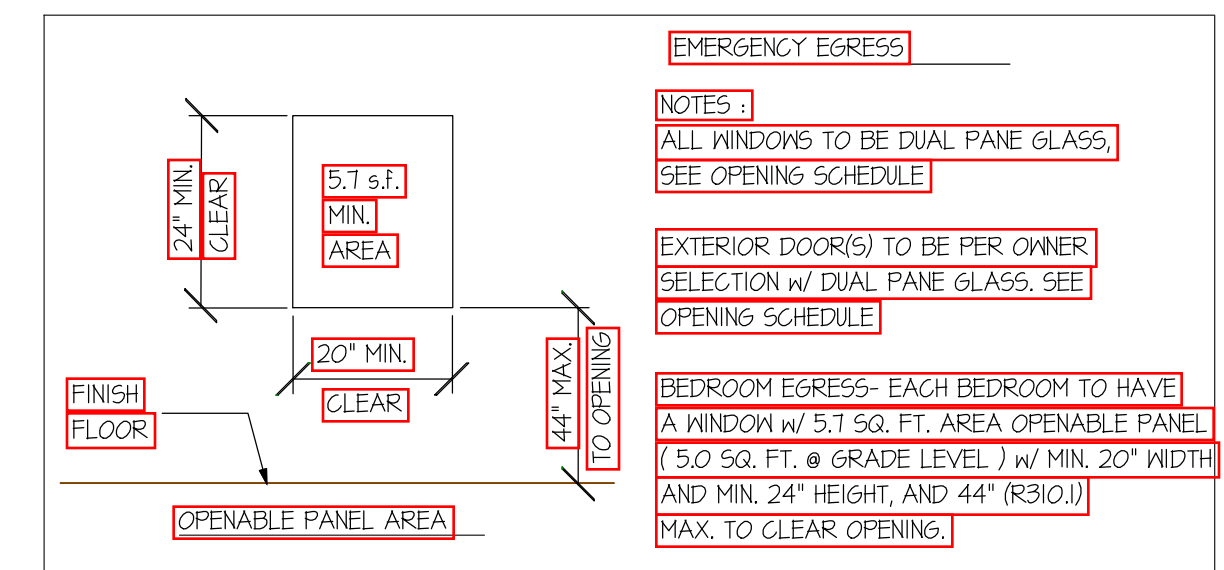 24" MIN.
CLEAR
5.7 s.f.
MIN.
AREA
20" MIN.
CLEAR
44" MAX.
TO OPENING
FINISH
FLOOR
OPENABLE PANEL AREA
EMERGENCY EGRESS
NOTES :
ALL WINDOWS TO BE DUAL PANE GLASS,
SEE OPENING SCHEDULE
EXTERIOR DOOR(S) TO BE PER OWNER
SELECTION w/ DUAL PANE GLASS. SEE
OPENING SCHEDULE
BEDROOM EGRESS- EACH BEDROOM TO HAVE
A WINDOW w/ 5.7 SQ. FT. AREA OPENABLE PANEL
( 5.0 SQ. FT. @ GRADE LEVEL ) w/ MIN. 20" WIDTH
AND MIN. 24" HEIGHT, AND 44" (R310.1)
MAX. TO CLEAR OPENING.